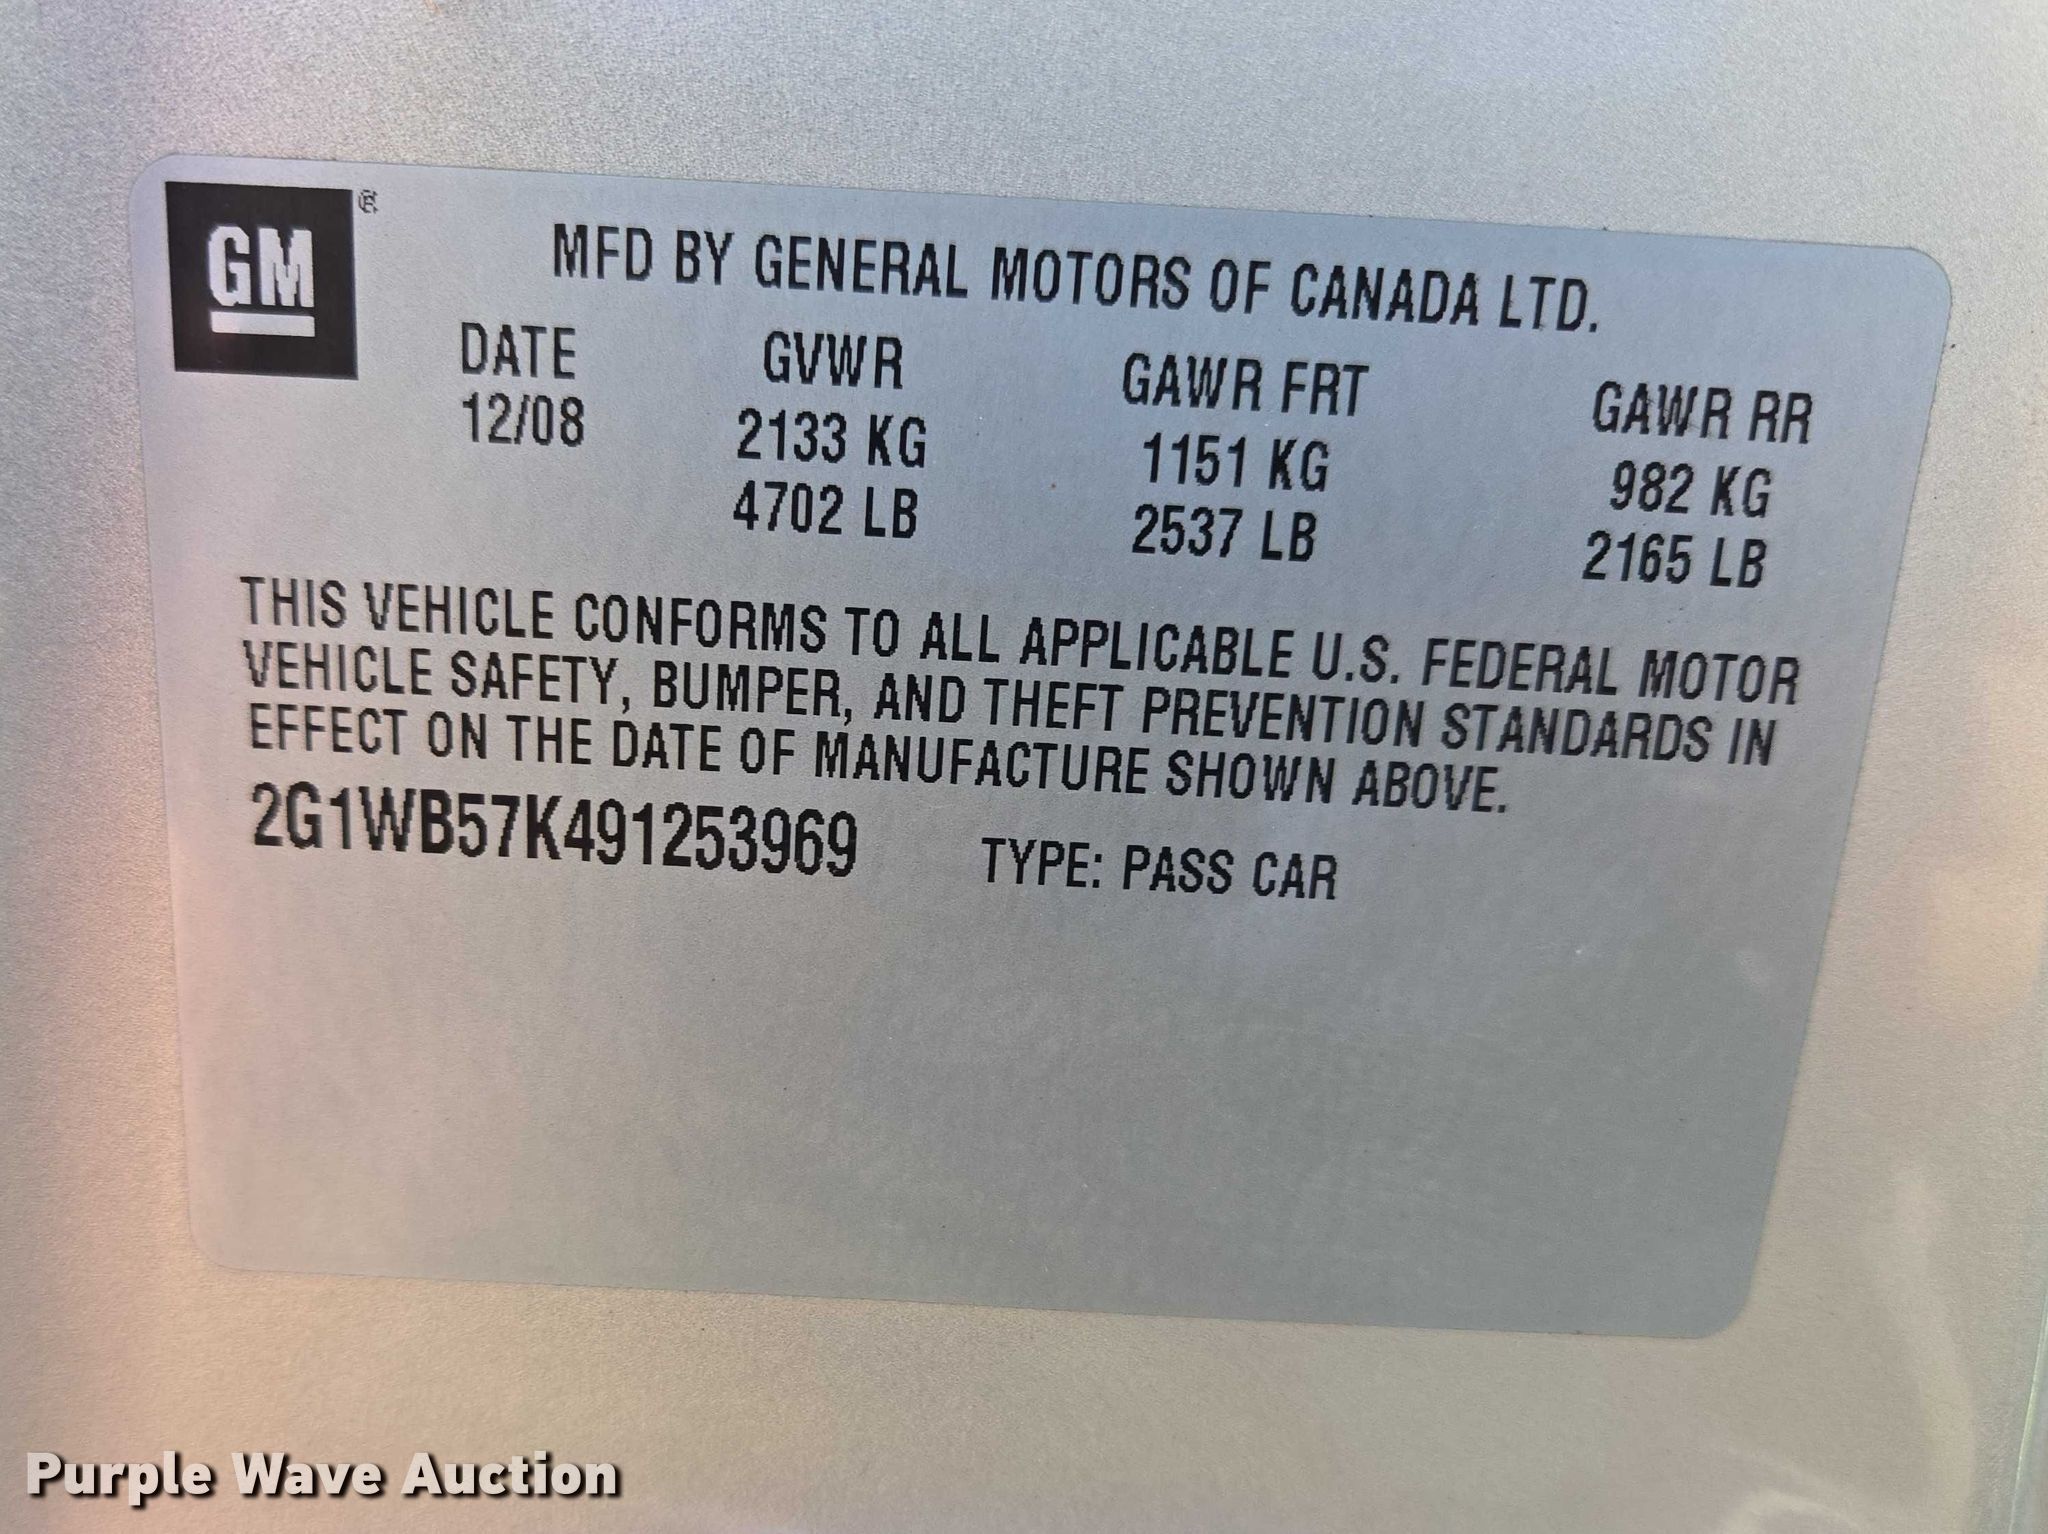 GM ®
MFD BY GENERAL MOTORS OF CANADA LTD.
DATE GVWR GAWR FRT GAWR RR
12/08 2133 KG 1151 KG 982 KG
4702 LB 2537 LB 2165 LB
THIS VEHICLE CONFORMS TO ALL APPLICABLE U.S. FEDERAL MOTOR
VEHICLE SAFETY, BUMPER, AND THEFT PREVENTION STANDARDS IN
EFFECT ON THE DATE OF MANUFACTURE SHOWN ABOVE.
2G1WB57K491253969 TYPE: PASS CAR
Purple Wave Auction